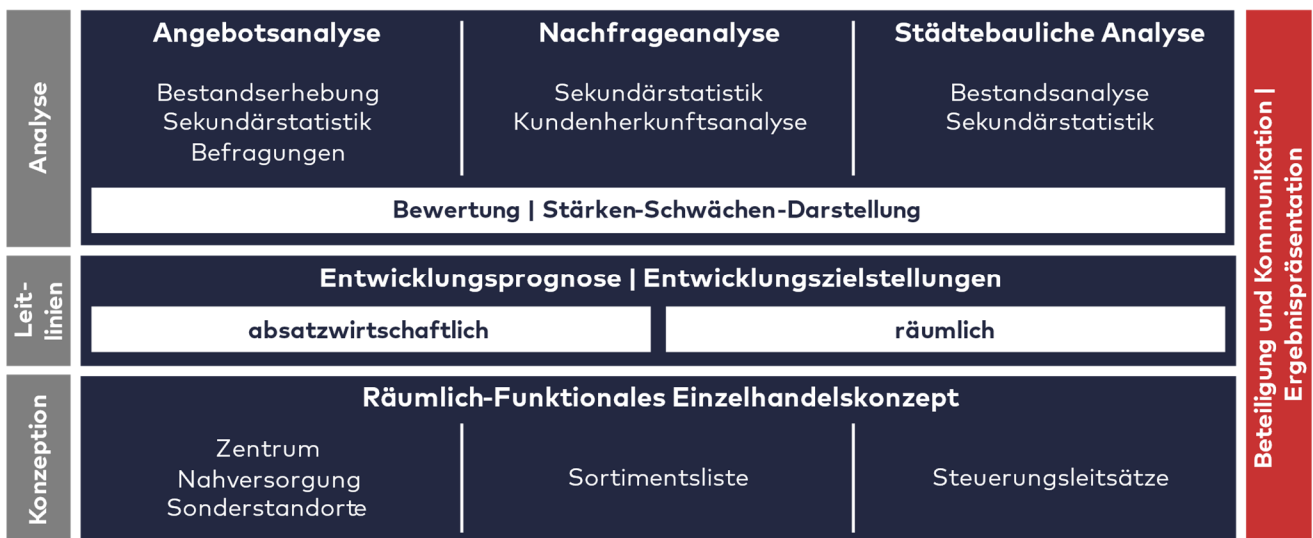 Analyse
Angebotsanalyse
Bestandserhebung
Sekundärstatistik
Befragungen
Nachfrageanalyse
Sekundärstatistik
Kundenherkunftsanalyse
Städtebauliche Analyse
Bestandsanalyse
Sekundärstatistik
Bewertung | Stärken-Schwächen-Darstellung
Leit-
linien
Entwicklungsprognose | Entwicklungszielstellungen
absatzwirtschaftlich
räumlich
Konzeption
Räumlich-Funktionales Einzelhandelskonzept
Zentrum
Nahversorgung
Sonderstandorte
Sortimentsliste
Steuerungsleitsätze
Beteiligung und Kommunikation |
Ergebnispräsentation